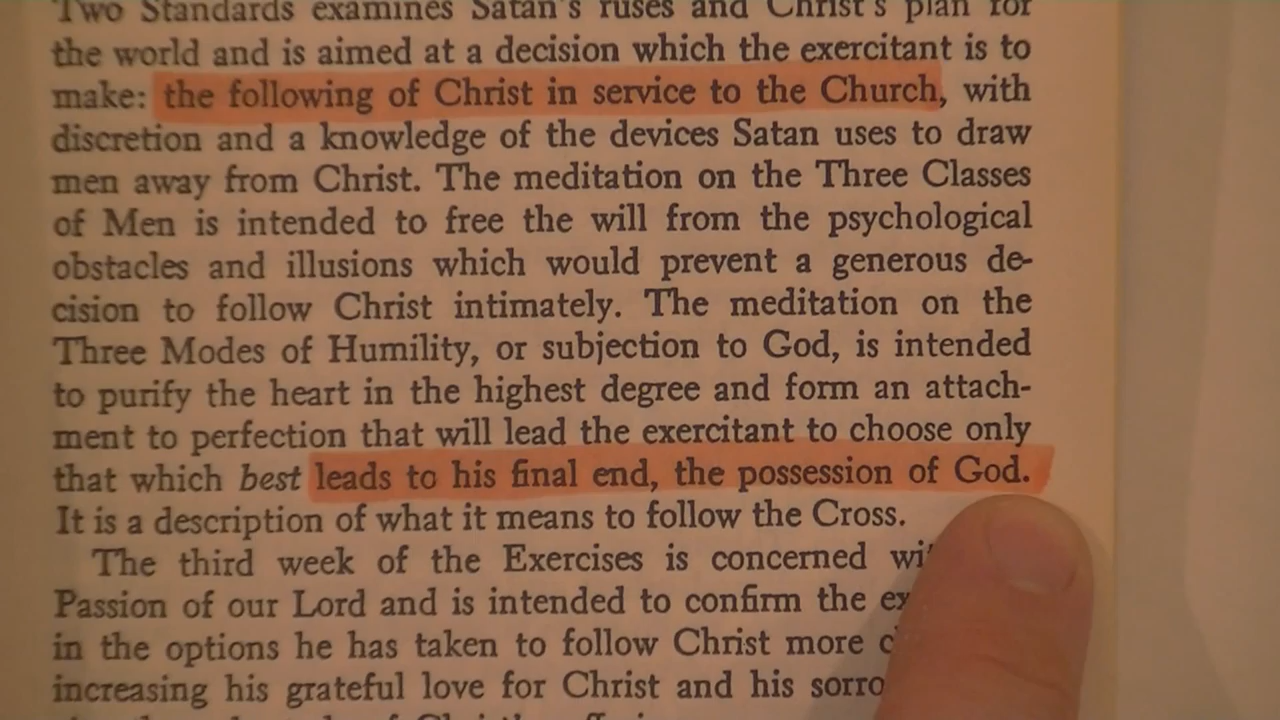 Two Standards examines Satan's ruses and Christ's plan for
the world and is aimed at a decision which the exercitant is to
make: the following of Christ in service to the Church, with
discretion and a knowledge of the devices Satan uses to draw
men away from Christ. The meditation on the Three Classes
of Men is intended to free the will from the psychological
obstacles and illusions which would prevent a generous de-
cision to follow Christ intimately. The meditation on the
Three Modes of Humility, or subjection to God, is intended
to purify the heart in the highest degree and form an attach-
ment to perfection that will lead the exercitant to choose only
that which best leads to his final end, the possession of God.
It is a description of what it means to follow the Cross.
The third week of the Exercises is concerned
Passion of our Lord and is intended to confirm the
in the options he has taken to follow Christ more
increasing his grateful love for Christ and his